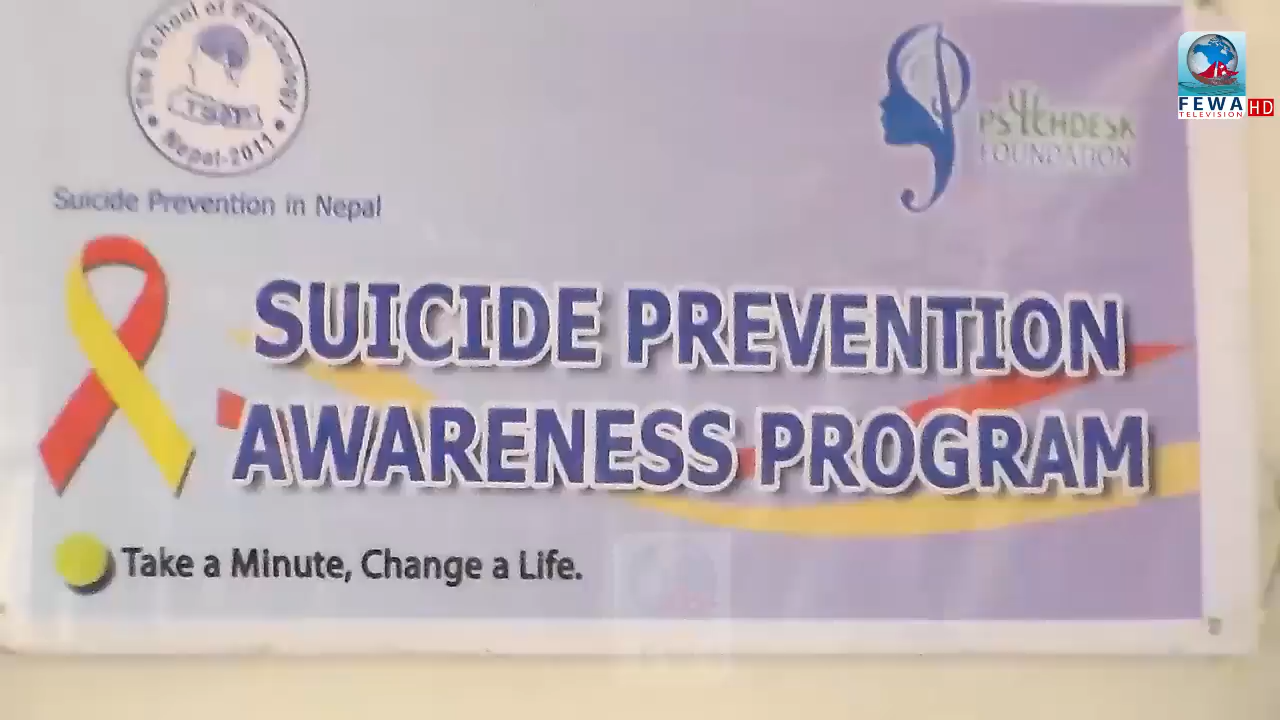 The School of Psychology
Nepal-2011
Suicide Prevention in Nepal
PSYCHDESK
FOUNDATION
FEWA HD
TELEVISION
SUICIDE PREVENTION
AWARENESS PROGRAM
Take a Minute, Change a Life.